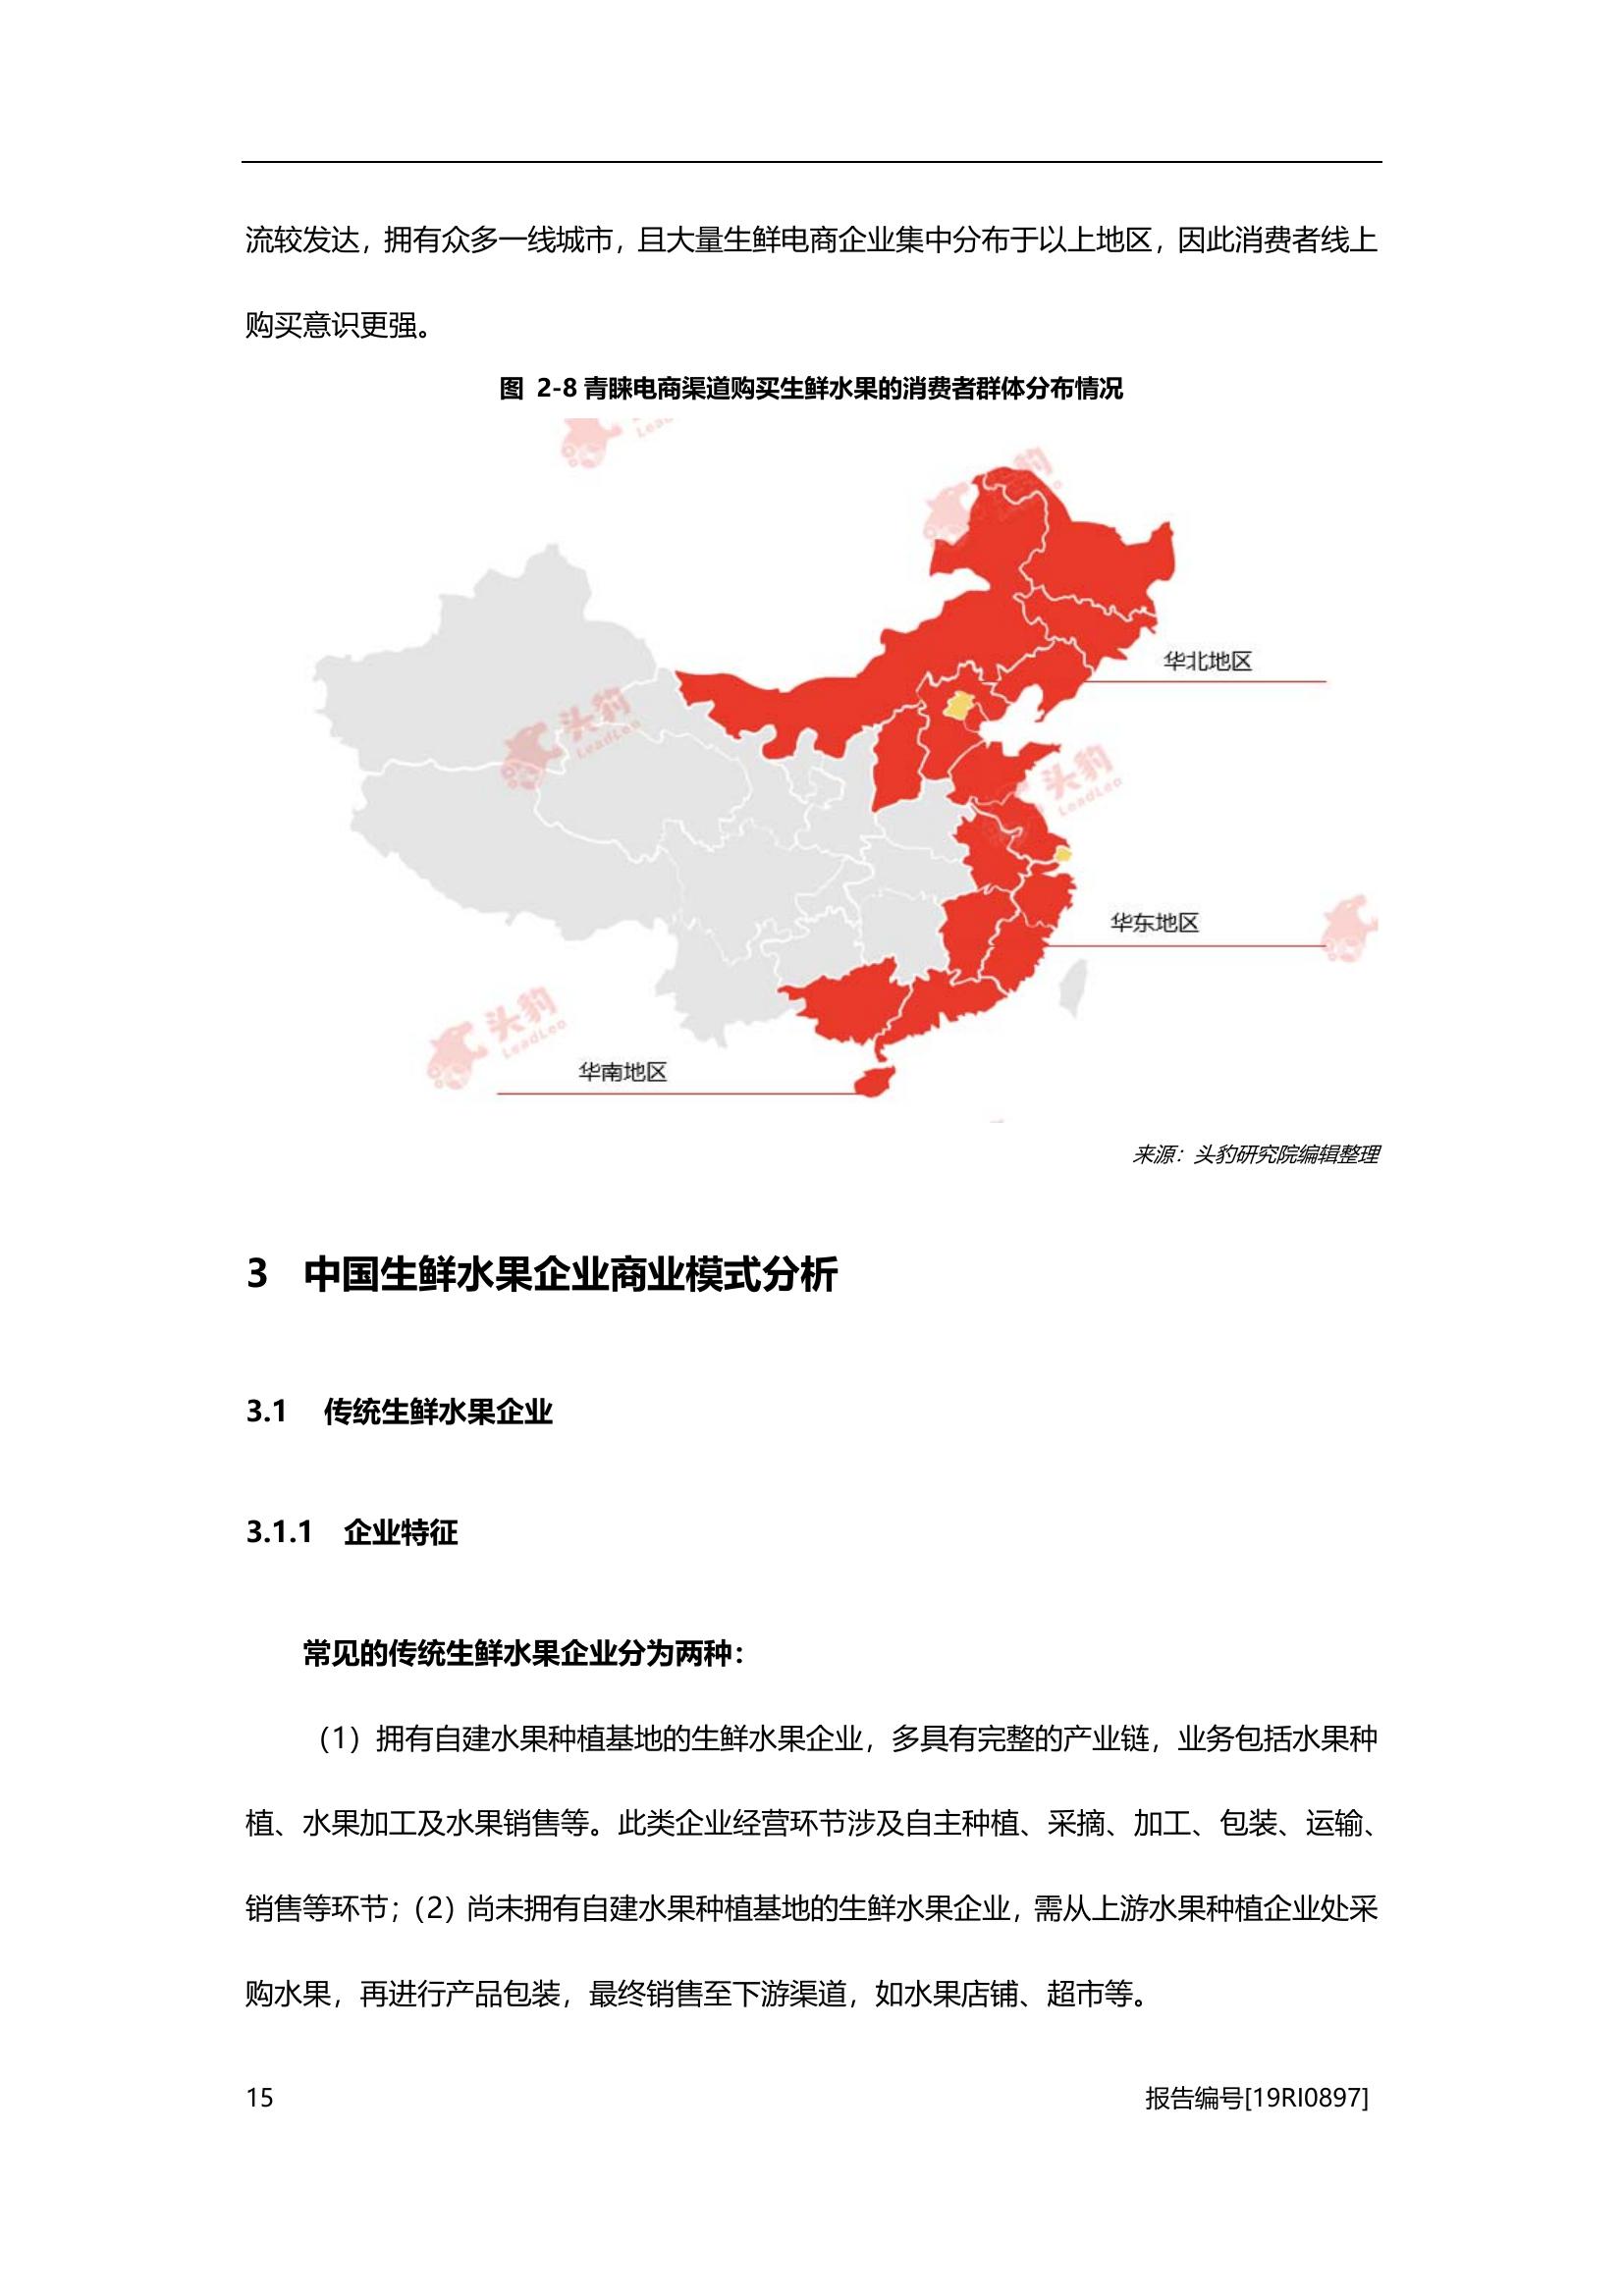 流较发达，拥有众多一线城市，且大量生鲜电商企业集中分布于以上地区，因此消费者线上
购买意识更强。
图 2-8 青睐电商渠道购买生鲜水果的消费者群体分布情况
头豹
LeadLeo
华北地区
头豹
LeadLeo
头豹
LeadLeo
华东地区
头豹
LeadLeo
华南地区
来源：头豹研究院编辑整理
3 中国生鲜水果企业商业模式分析
3.1 传统生鲜水果企业
3.1.1 企业特征
常见的传统生鲜水果企业分为两种：
（1）拥有自建水果种植基地的生鲜水果企业，多具有完整的产业链，业务包括水果种
植、水果加工及水果销售等。此类企业经营环节涉及自主种植、采摘、加工、包装、运输、
销售等环节；（2）尚未拥有自建水果种植基地的生鲜水果企业，需从上游水果种植企业处采
购水果，再进行产品包装，最终销售至下游渠道，如水果店铺、超市等。
15 报告编号[19RI0897]